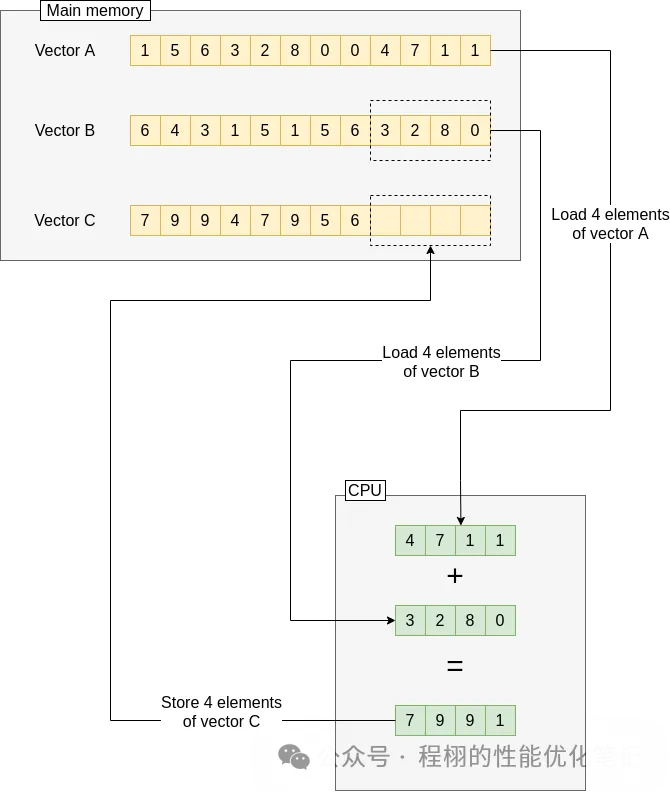 Main memory
Vector A 1 5 6 3 2 8 0 0 4 7 1 1
Vector B 6 4 3 1 5 1 5 6 3 2 8 0
Vector C 7 9 9 4 7 9 5 6
Load 4 elements
of vector A
Load 4 elements
of vector B
CPU
4 7 1 1
+
3 2 8 0
=
7 9 9 1
Store 4 elements
of vector C
公众号 · 程栩的性能优化笔记